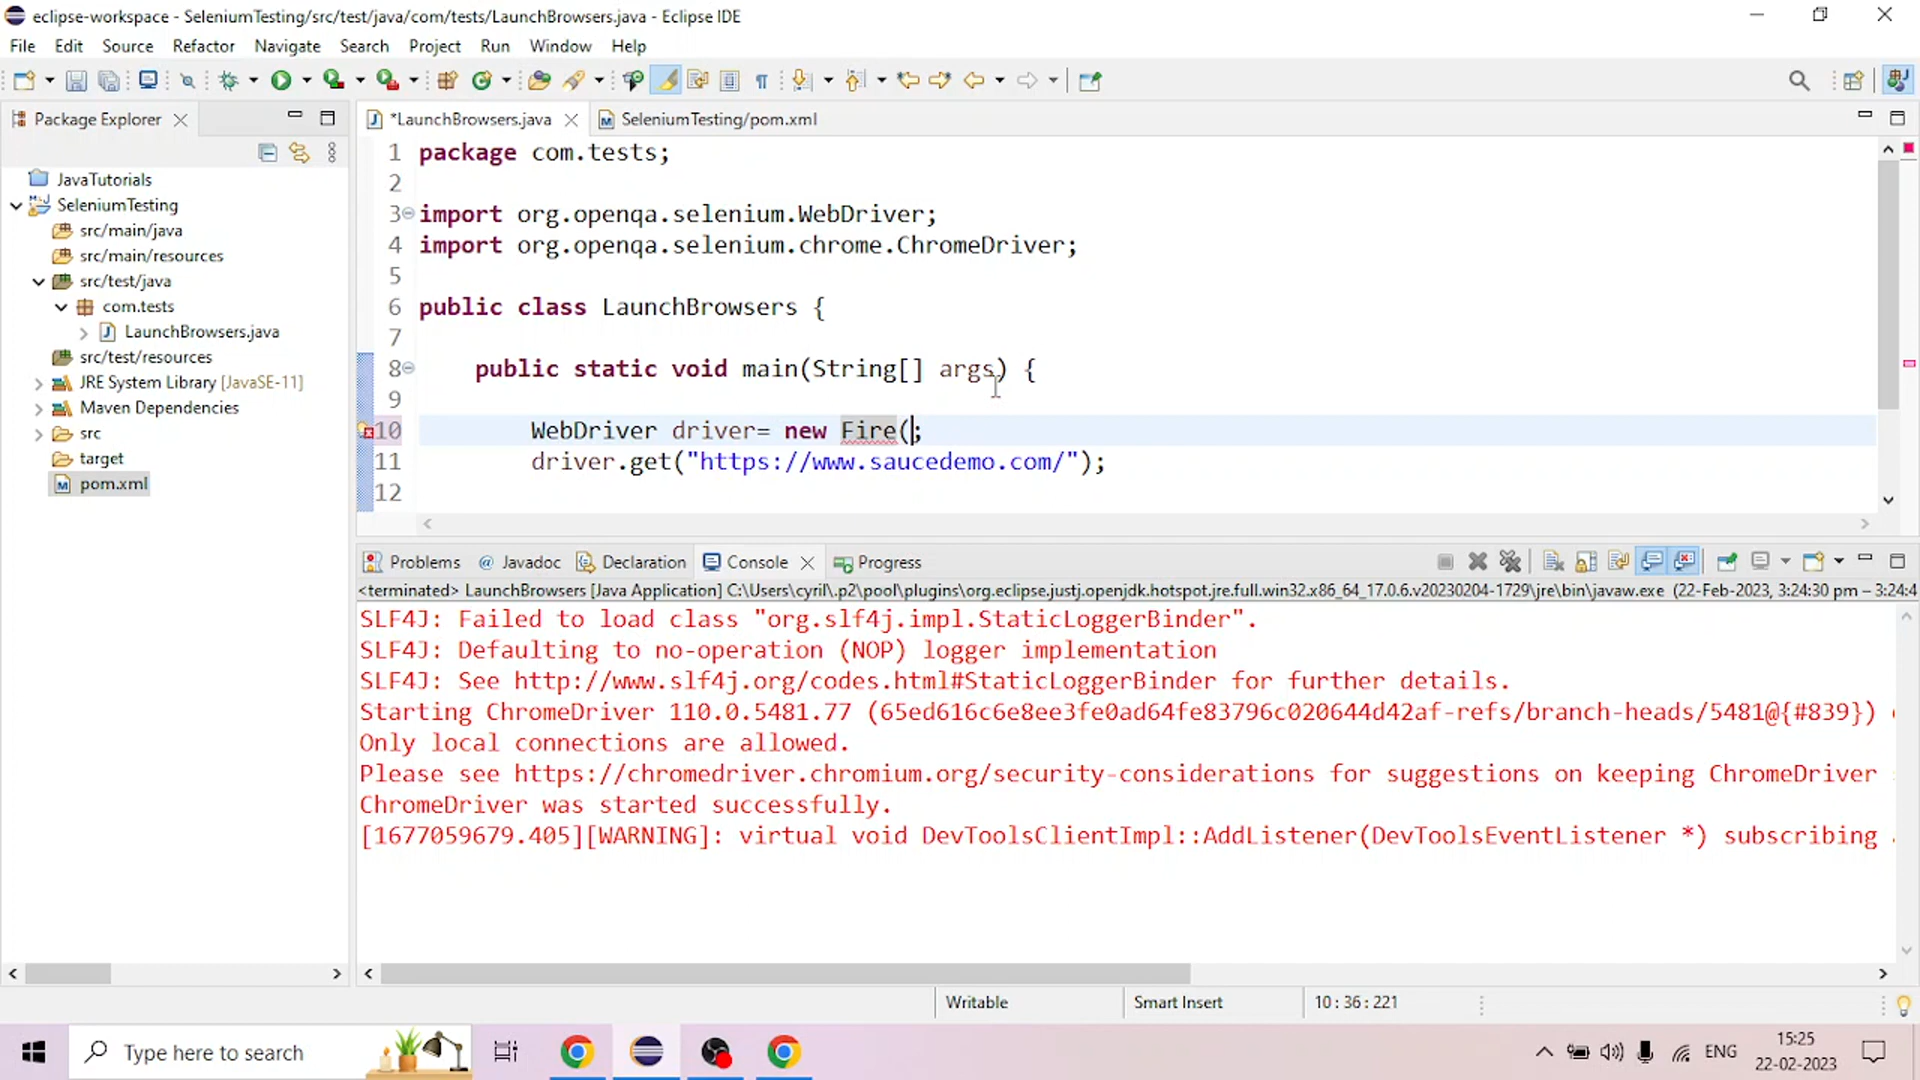 eclipse-workspace - SeleniumTesting/src/test/java/com/tests/LaunchBrowsers.java - Eclipse IDE
File Edit Source Refactor Navigate Search Project Run Window Help
Package Explorer
*LaunchBrowsers.java
SeleniumTesting/pom.xml
JavaTutorials
SeleniumTesting
src/main/java
src/main/resources
src/test/java
com.tests
LaunchBrowsers.java
src/test/resources
JRE System Library [JavaSE-11]
Maven Dependencies
src
target
pom.xml
1 package com.tests;
2
3 import org.openqa.selenium.WebDriver;
4 import org.openqa.selenium.chrome.ChromeDriver;
5
6 public class LaunchBrowsers {
7
8 public static void main(String[] args) {
9
10 WebDriver driver= new Fire(;
11 driver.get("https://www.saucedemo.com/");
12
Problems @ Javadoc Declaration Console Progress
<terminated> LaunchBrowsers [Java Application] C:\Users\cyril\.p2\pool\plugins\org.eclipse.justj.openjdk.hotspot.jre.full.win32.x86_64_17.0.6.v20230204-1729\jre\bin\javaw.exe (22-Feb-2023, 3:24:30 pm – 3:24:4
SLF4J: Failed to load class "org.slf4j.impl.StaticLoggerBinder".
SLF4J: Defaulting to no-operation (NOP) logger implementation
SLF4J: See http://www.slf4j.org/codes.html#StaticLoggerBinder for further details.
Starting ChromeDriver 110.0.5481.77 (65ed616c6e8ee3fe0ad64fe83796c020644d42af-refs/branch-heads/5481@{#839})
Only local connections are allowed.
Please see https://chromedriver.chromium.org/security-considerations for suggestions on keeping ChromeDriver
ChromeDriver was started successfully.
[1677059679.405][WARNING]: virtual void DevToolsClientImpl::AddListener(DevToolsEventListener *) subscribing
Writable Smart Insert 10 : 36 : 221
Type here to search
ENG
15:25
22-02-2023